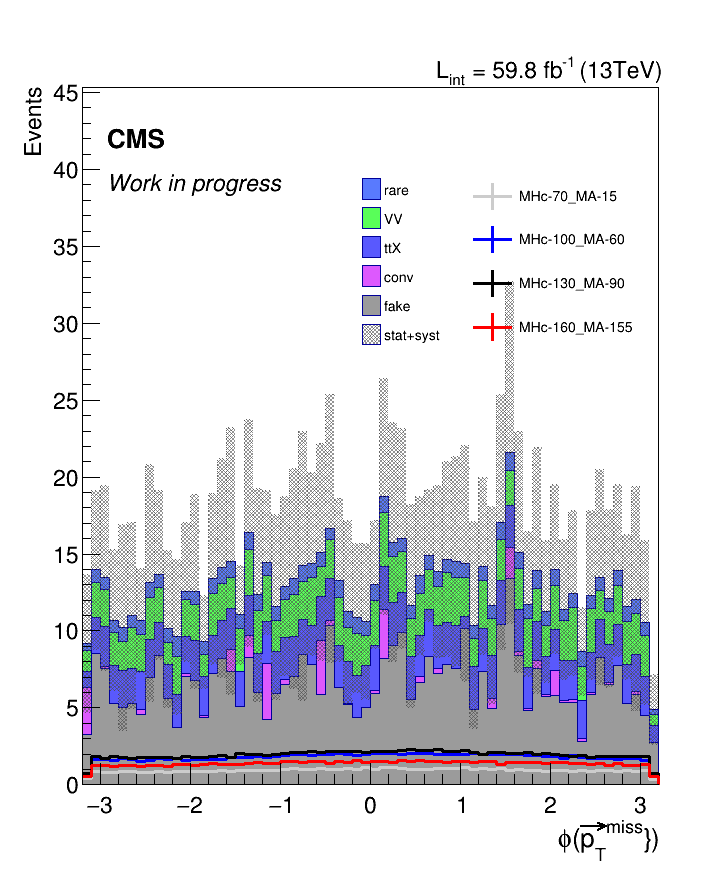 L_int = 59.8 fb^-1 (13TeV)
Events
45
40
35
30
25
20
15
10
5
0
CMS
Work in progress
rare
VV
ttX
conv
fake
stat+syst
MHc-70_MA-15
MHc-100_MA-60
MHc-130_MA-90
MHc-160_MA-155
−3 −2 −1 0 1 2 3
ϕ(p_T^miss})